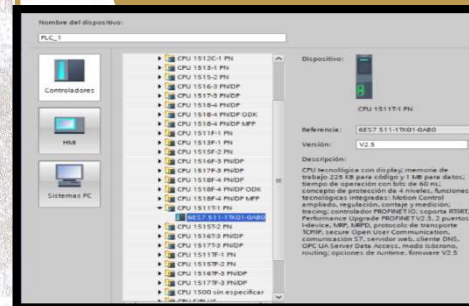 Nombre del dispositivo:
PLC_1
Controladores
HMI
Sistemas PC
CPU 1512C-1 PN
CPU 1513-1 PN
CPU 1515-2 PN
CPU 1516-3 PN/DP
CPU 1517-3 PN/DP
CPU 1518-4 PN/DP
CPU 1518-4 PN/DP ODK
CPU 1518-4 PN/DP MFP
CPU 1511F-1 PN
CPU 1513F-1 PN
CPU 1515F-2 PN
CPU 1516F-3 PN/DP
CPU 1517F-3 PN/DP
CPU 1518F-4 PN/DP
CPU 1518F-4 PN/DP ODK
CPU 1518F-4 PN/DP MFP
CPU 1511T-1 PN
6ES7 511-1TK01-0AB0
CPU 1515T-2 PN
CPU 1516T-3 PN/DP
CPU 1517T-3 PN/DP
CPU 1511TF-1 PN
CPU 1515TF-2 PN
CPU 1516TF-3 PN/DP
CPU 1517TF-3 PN/DP
CPU 1500 sin especificar
CPU SIPLUS
Dispositivo:
CPU 1511T-1 PN
Referencia: 6ES7 511-1TK01-0AB0
Versión: V2.5
Descripción:
CPU tecnológica con display; memoria de
trabajo 225 KB para código y 1 MB para datos;
tiempo de operación con bits de 60 ns;
concepto de protección de 4 niveles, funciones
tecnológicas integradas: Motion Control
ampliado, regulación, contaje y medición;
tracing; controlador PROFINET IO; soporta RT/IRT,
Performance Upgrade PROFINET V2.3, 2 puertos
I-device, MRP, MRPD, protocolo de transporte
TCP/IP, secure Open User Communication,
comunicación S7, servidor web, cliente DNS,
OPC UA Server Data Access, modo isócrono,
routing; opciones de runtime, firmware V2.5